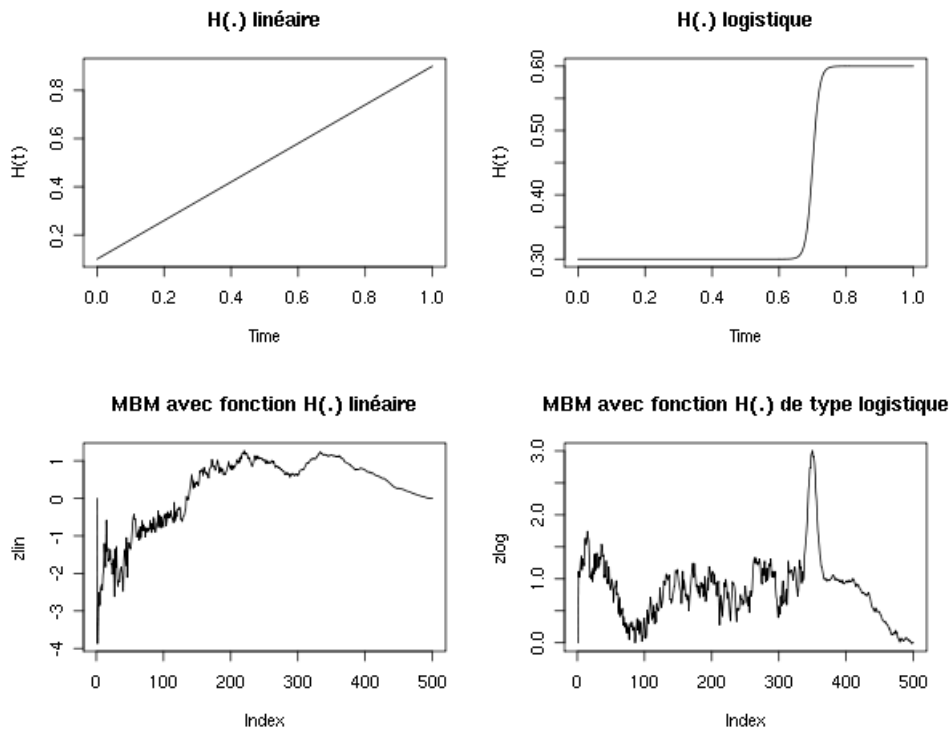 H(.) linéaire
H(t)
0.2 0.4 0.6 0.8
0.0 0.2 0.4 0.6 0.8 1.0
Time
H(.) logistique
H(t)
0.30 0.40 0.50 0.60
0.0 0.2 0.4 0.6 0.8 1.0
Time
MBM avec fonction H(.) linéaire
zlin
-4 -3 -2 -1 0 1
0 100 200 300 400 500
Index
MBM avec fonction H(.) de type logistique
zlog
0.0 1.0 2.0 3.0
0 100 200 300 400 500
Index